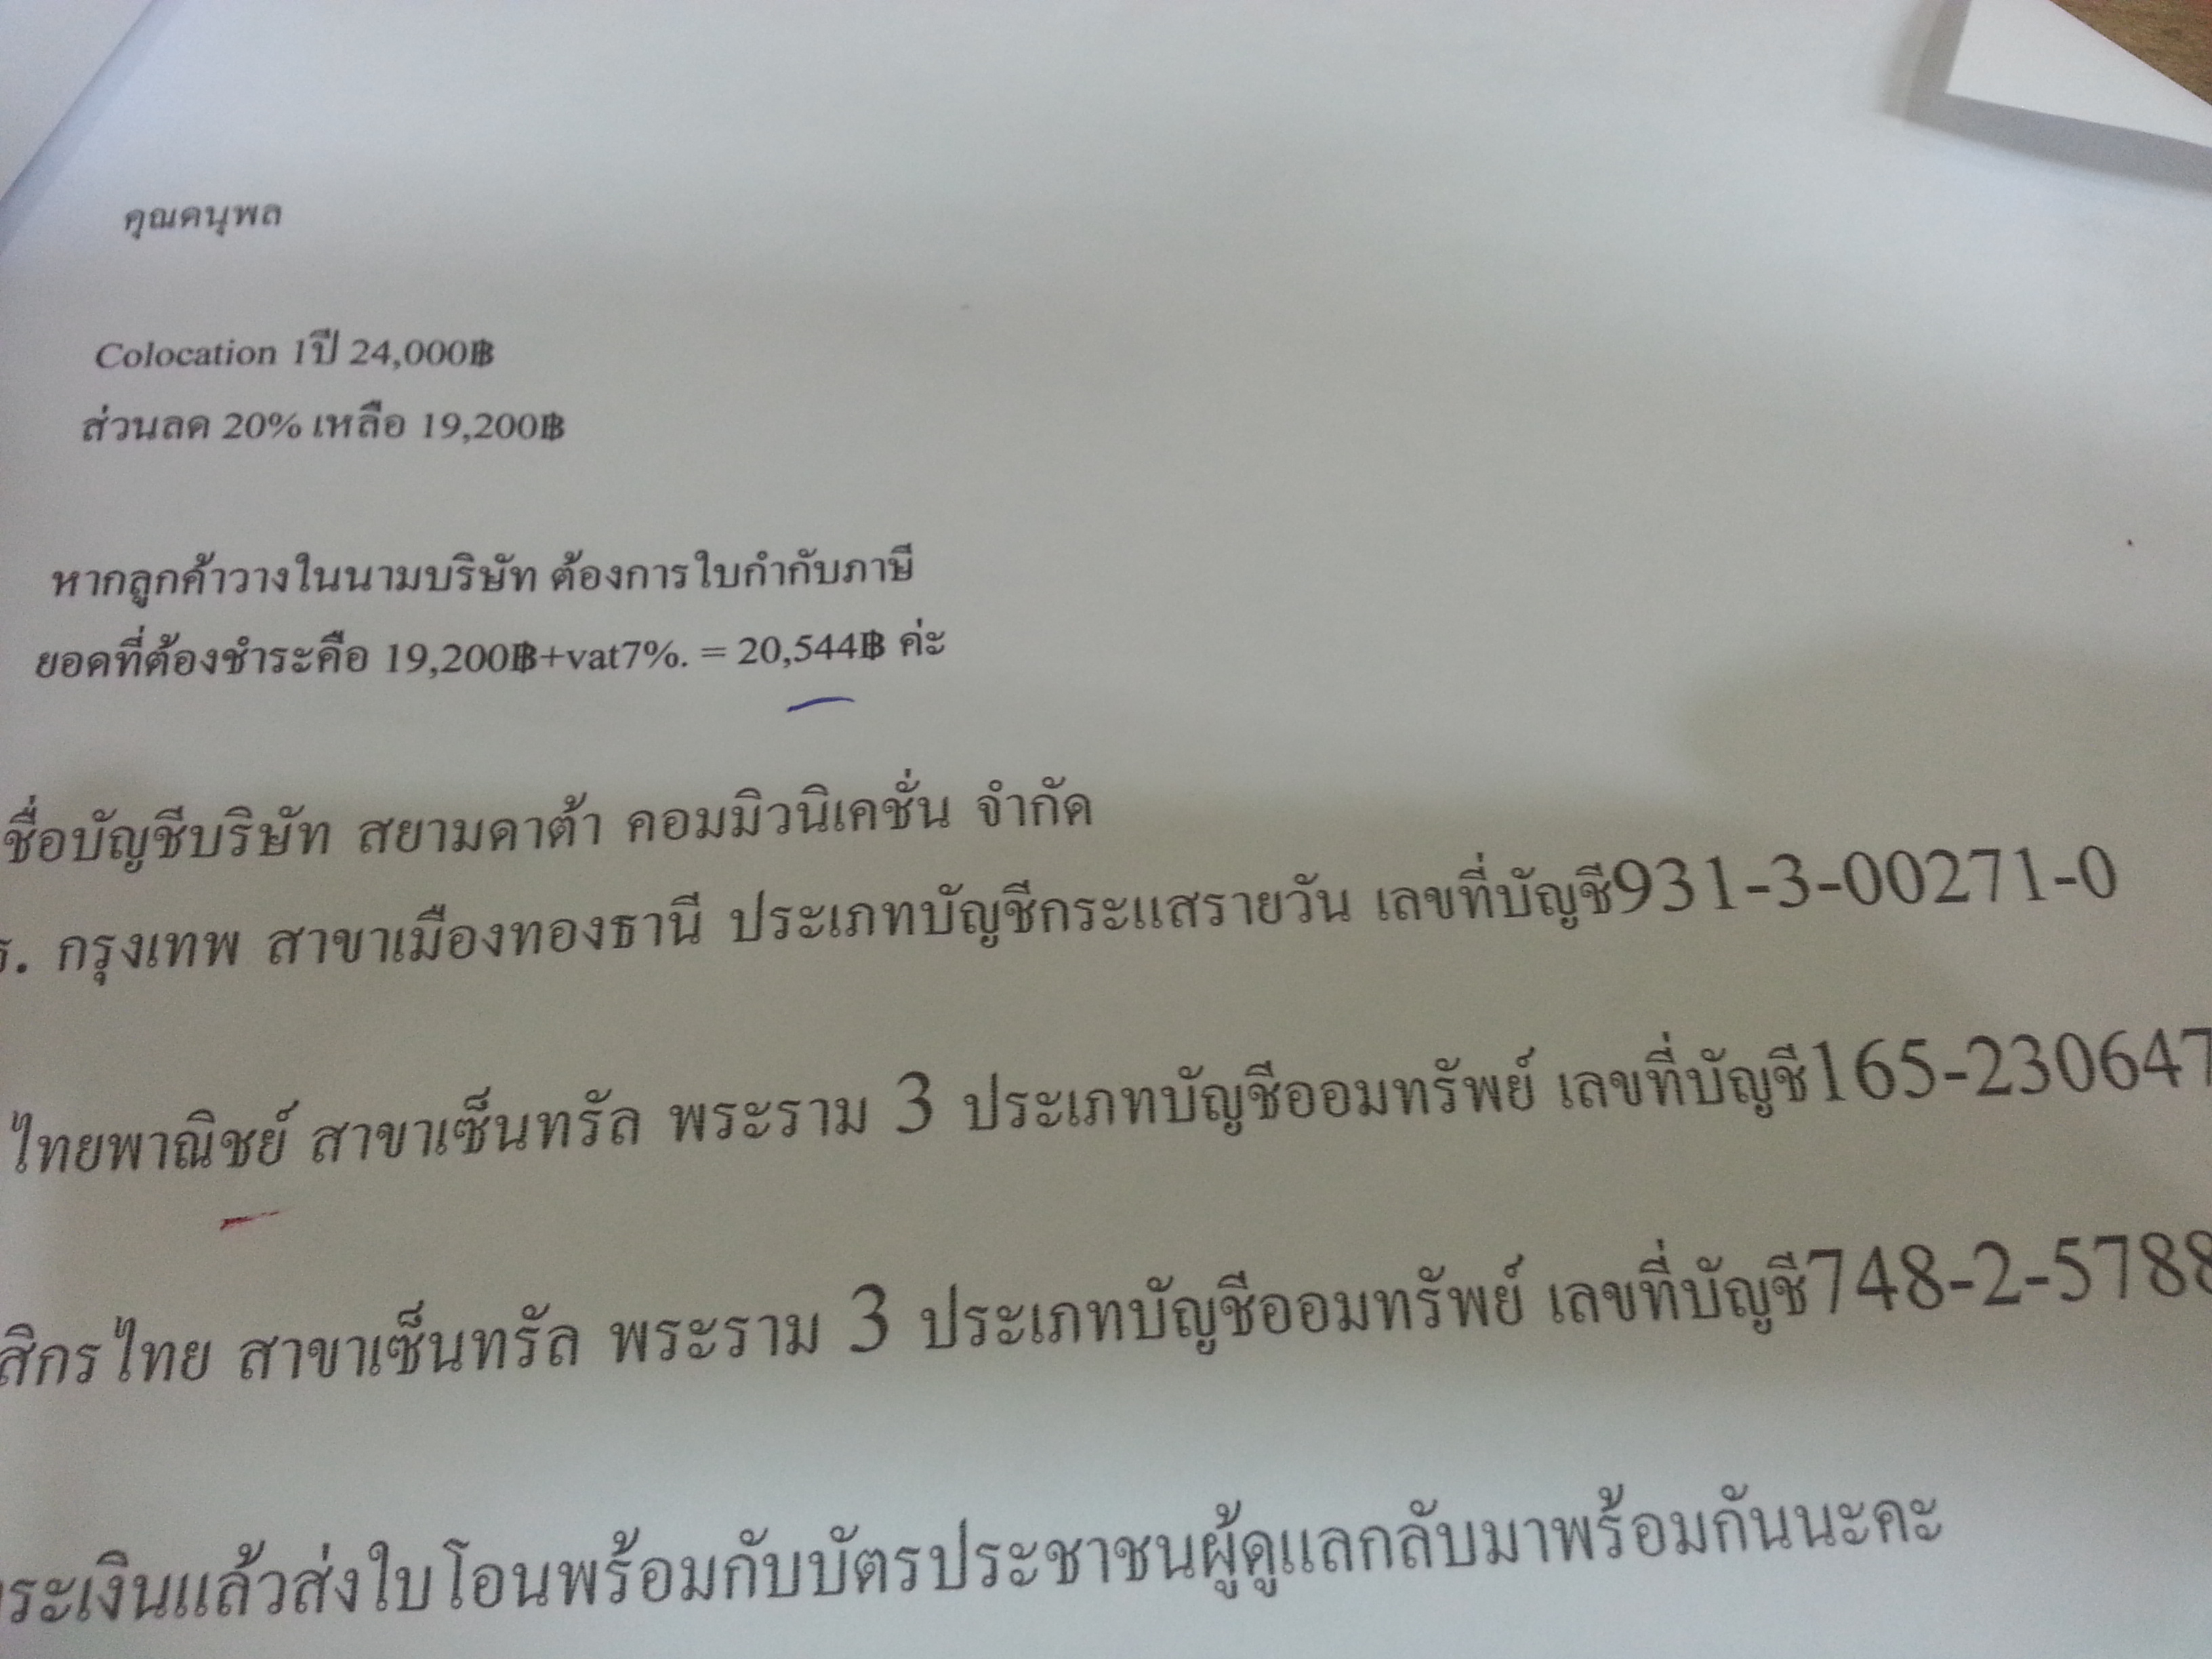 คุณดนุพล
Colocation 1ปี 24,000฿
ส่วนลด 20% เหลือ 19,200฿
หากลูกค้าวางในนามบริษัท ต้องการใบกำกับภาษี
ยอดที่ต้องชำระคือ 19,200฿+vat7%. = 20,544฿ ค่ะ
ชื่อบัญชีบริษัท สยามดาต้า คอมมิวนิเคชั่น จำกัด
ร. กรุงเทพ สาขาเมืองทองธานี ประเภทบัญชีกระแสรายวัน เลขที่บัญชี931-3-00271-0
ไทยพาณิชย์ สาขาเซ็นทรัล พระราม 3 ประเภทบัญชีออมทรัพย์ เลขที่บัญชี165-230647
สิกรไทย สาขาเซ็นทรัล พระราม 3 ประเภทบัญชีออมทรัพย์ เลขที่บัญชี748-2-5788
ระเงินแล้วส่งใบโอนพร้อมกับบัตรประชาชนผู้ดูแลกลับมาพร้อมกันนะคะ